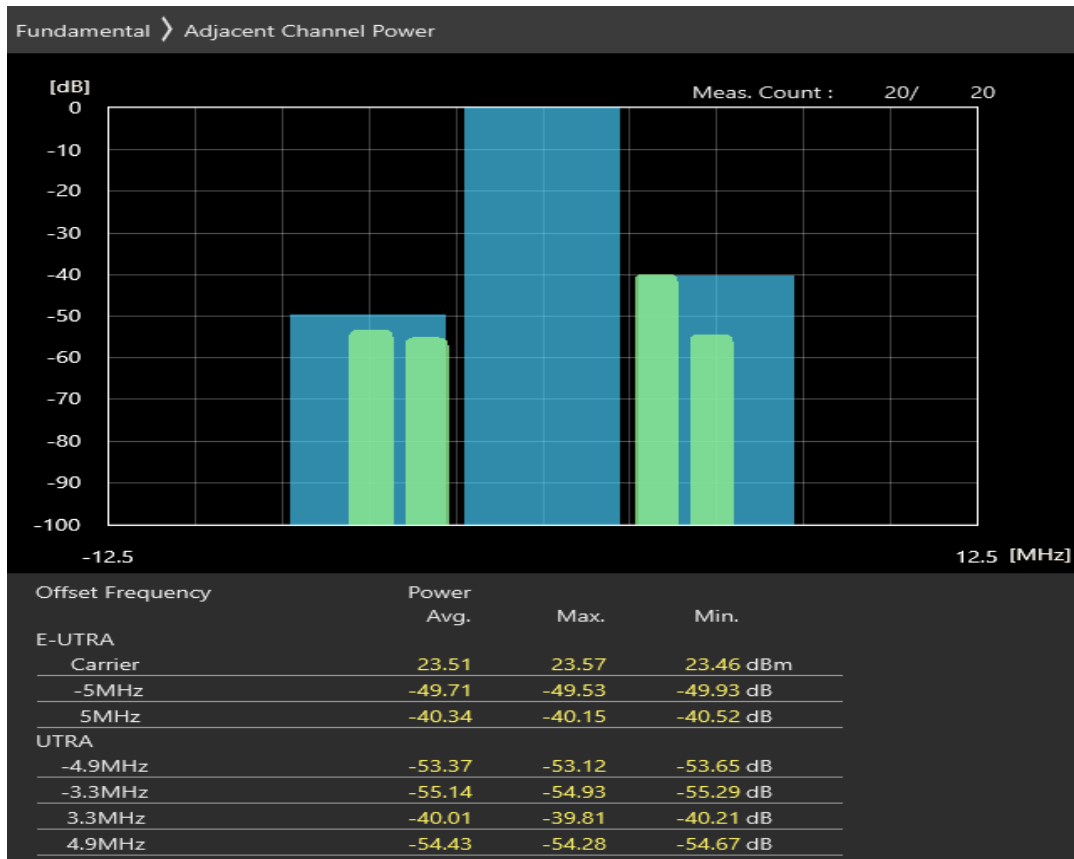 Fundamental 〉 Adjacent Channel Power
[dB]
Meas. Count : 20/ 20
0
-10
-20
-30
-40
-50
-60
-70
-80
-90
-100
-12.5 12.5 [MHz]
Offset Frequency Power
Avg. Max. Min.
E-UTRA
Carrier 23.51 23.57 23.46 dBm
-5MHz -49.71 -49.53 -49.93 dB
5MHz -40.34 -40.15 -40.52 dB
UTRA
-4.9MHz -53.37 -53.12 -53.65 dB
-3.3MHz -55.14 -54.93 -55.29 dB
3.3MHz -40.01 -39.81 -40.21 dB
4.9MHz -54.43 -54.28 -54.67 dB